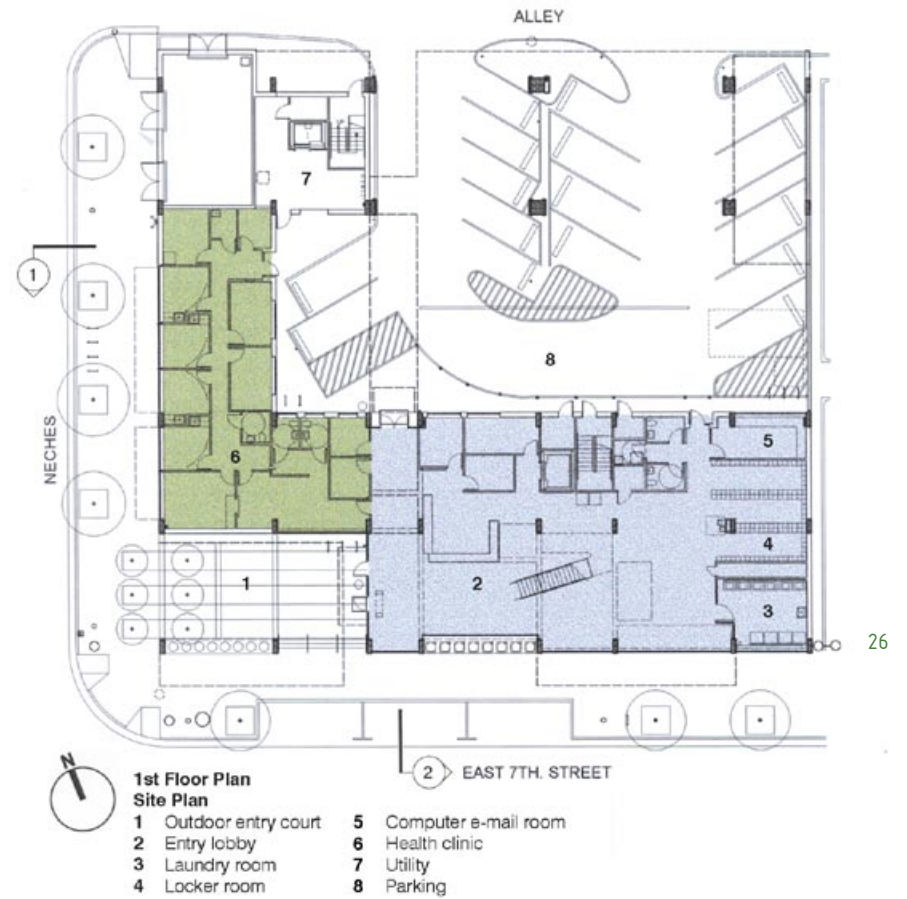 ALLEY
7
1
8
NECHES
6
5
4
1
2
3
26
N
2 EAST 7TH. STREET
1st Floor Plan
Site Plan
1 Outdoor entry court
2 Entry lobby
3 Laundry room
4 Locker room
5 Computer e-mail room
6 Health clinic
7 Utility
8 Parking